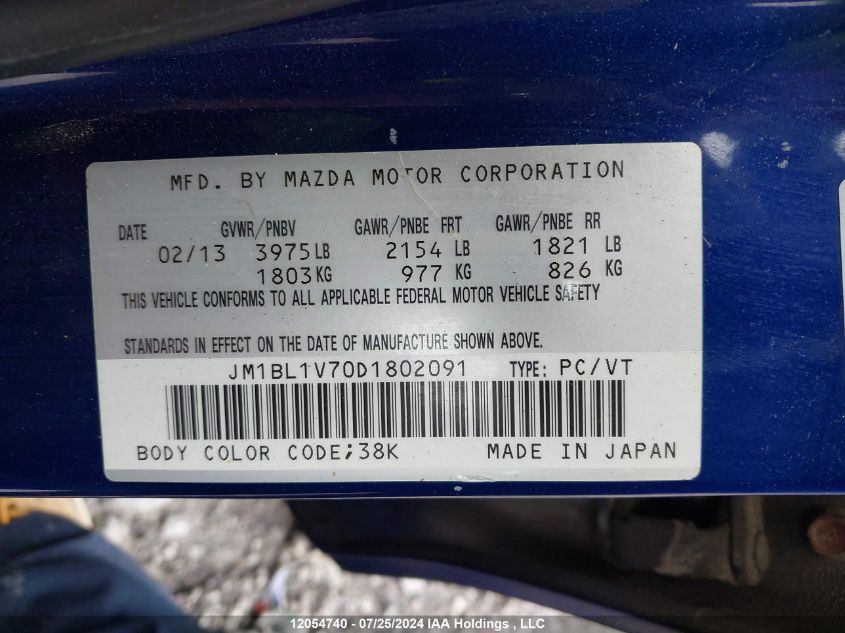 MFD. BY MAZDA MOTOR CORPORATION
DATE GVWR/PNBV GAWR/PNBE FRT GAWR/PNBE RR
02/13 3975 LB 2154 LB 1821 LB
1803 KG 977 KG 826 KG
THIS VEHICLE CONFORMS TO ALL APPLICABLE FEDERAL MOTOR VEHICLE SAFETY
STANDARDS IN EFFECT ON THE DATE OF MANUFACTURE SHOWN ABOVE.
JM1BL1V70D1802091 TYPE: PC/VT
BODY COLOR CODE;38K MADE IN JAPAN
12054740 - 07/25/2024 IAA Holdings , LLC